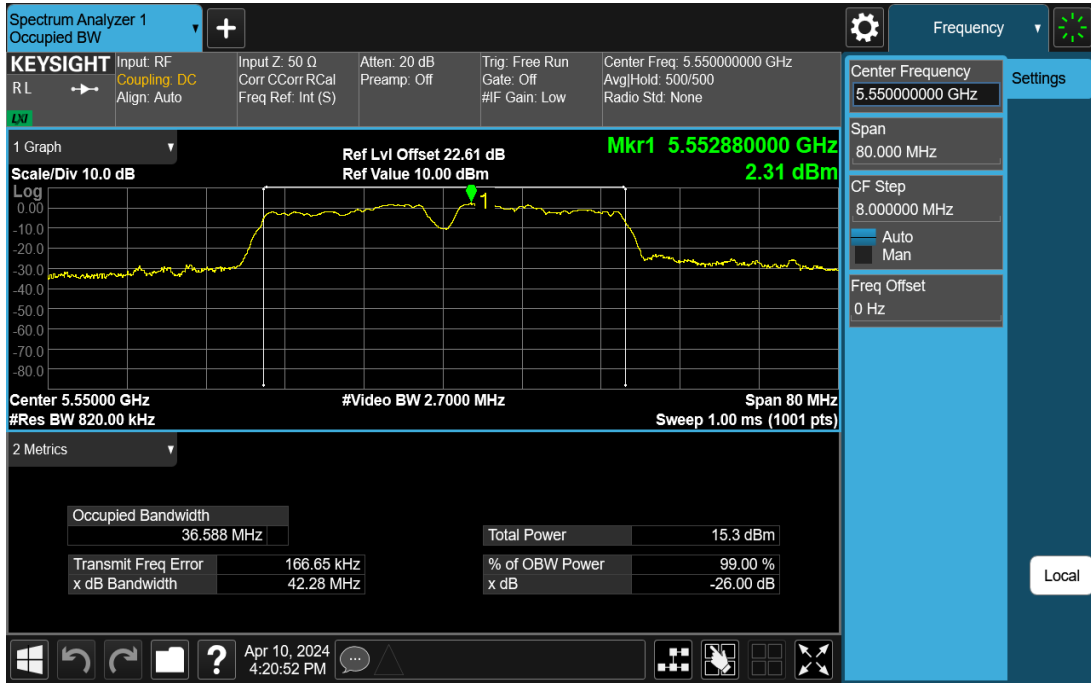 Spectrum Analyzer 1
Occupied BW
+
Frequency
KEYSIGHT
RL
LXI
Input: RF
Coupling: DC
Align: Auto
Input Z: 50 Ω
Corr CCorr RCal
Freq Ref: Int (S)
Atten: 20 dB
Preamp: Off
Trig: Free Run
Gate: Off
#IF Gain: Low
Center Freq: 5.550000000 GHz
Avg|Hold: 500/500
Radio Std: None
1 Graph
Scale/Div 10.0 dB
Ref Lvl Offset 22.61 dB
Ref Value 10.00 dBm
Mkr1 5.552880000 GHz
2.31 dBm
Log
0.00
-10.0
-20.0
-30.0
-40.0
-50.0
-60.0
-70.0
-80.0
1
Center 5.55000 GHz
#Video BW 2.7000 MHz
Span 80 MHz
#Res BW 820.00 kHz
Sweep 1.00 ms (1001 pts)
2 Metrics
Occupied Bandwidth
36.588 MHz
Total Power 15.3 dBm
Transmit Freq Error 166.65 kHz
% of OBW Power 99.00 %
x dB Bandwidth 42.28 MHz
x dB -26.00 dB
Center Frequency
5.550000000 GHz
Span
80.000 MHz
CF Step
8.000000 MHz
Auto
Man
Freq Offset
0 Hz
Settings
Local
?
Apr 10, 2024
4:20:52 PM